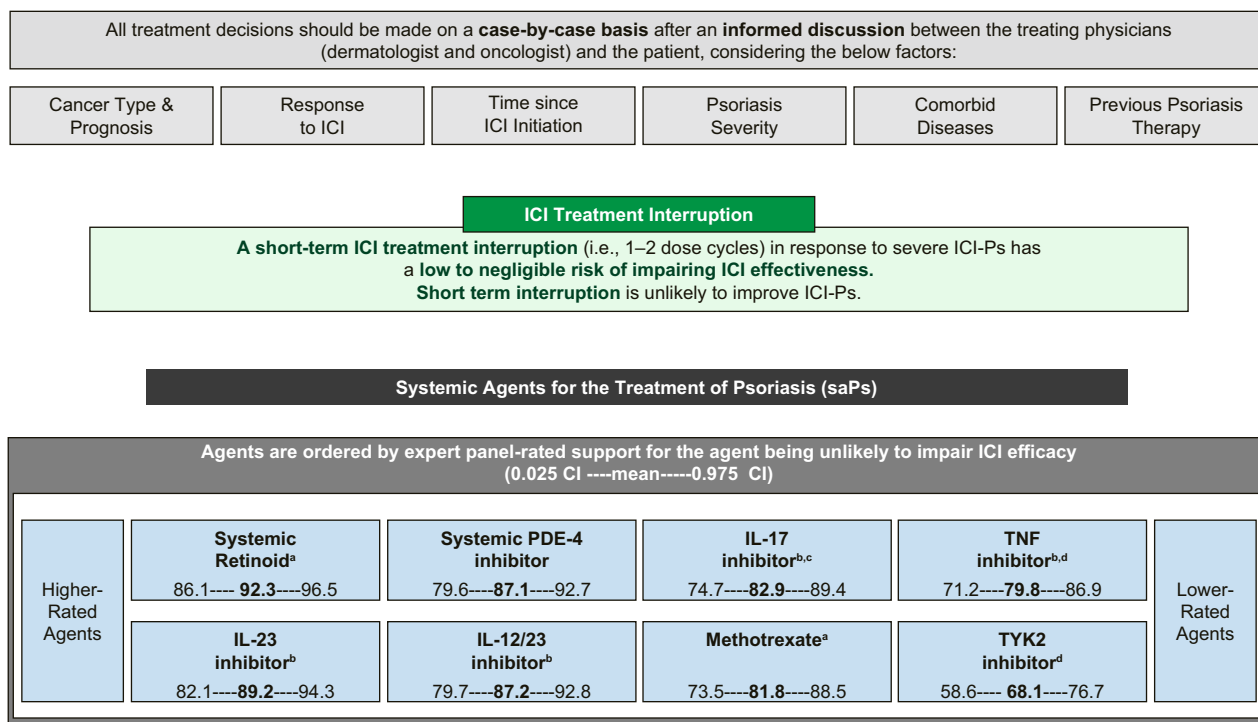 All treatment decisions should be made on a case-by-case basis after an informed discussion between the treating physicians
(dermatologist and oncologist) and the patient, considering the below factors:
Cancer Type &
Prognosis
Response
to ICI
Time since
ICI Initiation
Psoriasis
Severity
Comorbid
Diseases
Previous Psoriasis
Therapy
ICI Treatment Interruption
A short-term ICI treatment interruption (i.e., 1–2 dose cycles) in response to severe ICI-Ps has
a low to negligible risk of impairing ICI effectiveness.
Short term interruption is unlikely to improve ICI-Ps.
Systemic Agents for the Treatment of Psoriasis (saPs)
Agents are ordered by expert panel-rated support for the agent being unlikely to impair ICI efficacy
(0.025 CI ----mean-----0.975 CI)
Higher-
Rated
Agents
Systemic
Retinoidᵃ
86.1---- 92.3----96.5
IL-23
inhibitorᵇ
82.1----89.2----94.3
Systemic PDE-4
inhibitor
79.6----87.1----92.7
IL-12/23
inhibitorᵇ
79.7----87.2----92.8
IL-17
inhibitorᵇ,ᶜ
74.7----82.9----89.4
Methotrexateᵃ
73.5----81.8----88.5
TNF
inhibitorᵇ,ᵈ
71.2----79.8----86.9
TYK2
inhibitorᵈ
58.6---- 68.1----76.7
Lower-
Rated
Agents